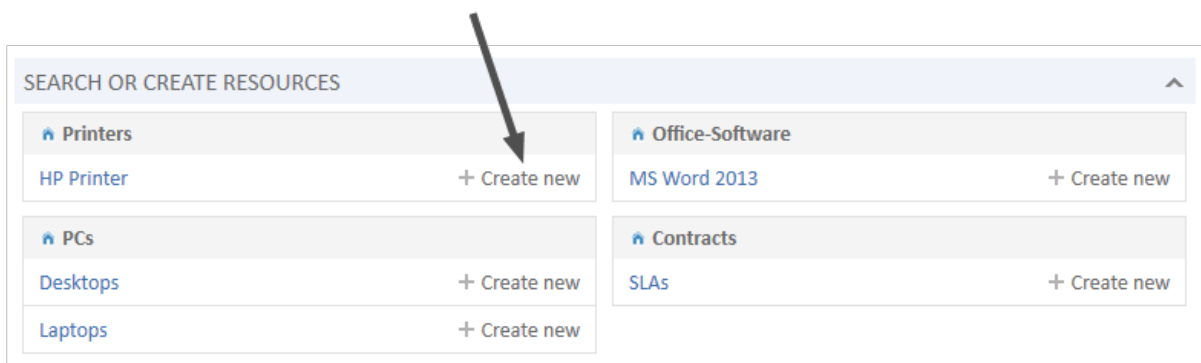 SEARCH OR CREATE RESOURCES
Printers
HP Printer + Create new
Office-Software
MS Word 2013 + Create new
PCs
Desktops + Create new
Laptops + Create new
Contracts
SLAs + Create new